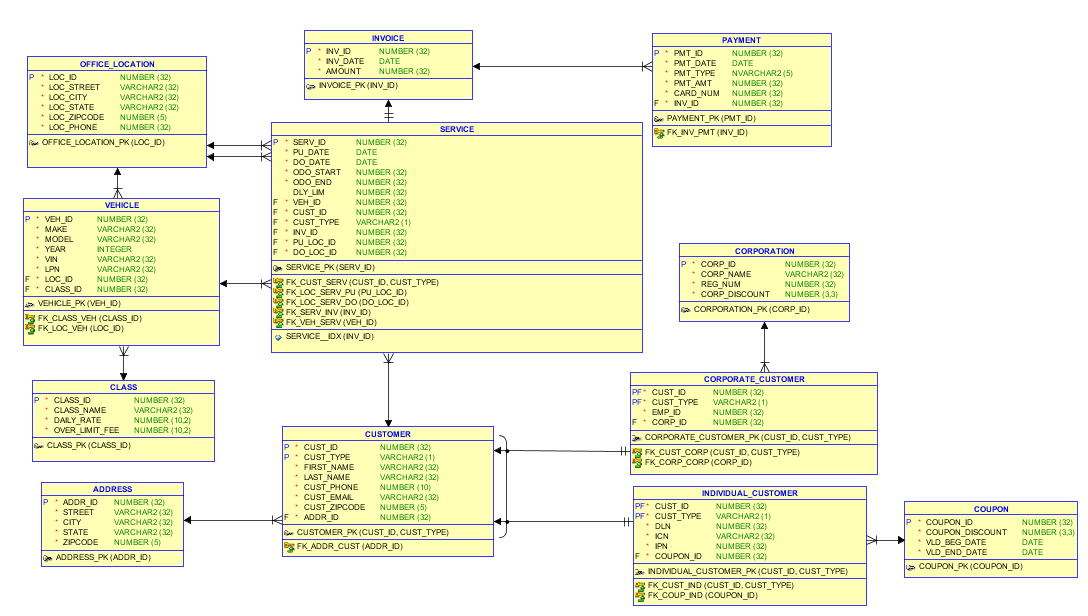 INVOICE
P * INV_ID NUMBER (32)
* INV_DATE DATE
* AMOUNT NUMBER (32)
INVOICE_PK (INV_ID)
PAYMENT
P * PMT_ID NUMBER (32)
* PMT_DATE DATE
* PMT_TYPE NVARCHAR2 (5)
* PMT_AMT NUMBER (32)
* CARD_NUM NUMBER (32)
F * INV_ID NUMBER (32)
PAYMENT_PK (PMT_ID)
FK_INV_PMT (INV_ID)
OFFICE_LOCATION
P * LOC_ID NUMBER (32)
* LOC_STREET VARCHAR2 (32)
* LOC_CITY VARCHAR2 (32)
* LOC_STATE VARCHAR2 (32)
* LOC_ZIPCODE NUMBER (5)
* LOC_PHONE NUMBER (32)
OFFICE_LOCATION_PK (LOC_ID)
SERVICE
P * SERV_ID NUMBER (32)
* PU_DATE DATE
* DO_DATE DATE
* ODO_START NUMBER (32)
* ODO_END NUMBER (32)
DLY_LIM NUMBER (32)
F * VEH_ID NUMBER (32)
F * CUST_ID NUMBER (32)
F * CUST_TYPE VARCHAR2 (1)
F * INV_ID NUMBER (32)
F * PU_LOC_ID NUMBER (32)
F * DO_LOC_ID NUMBER (32)
SERVICE_PK (SERV_ID)
FK_CUST_SERV (CUST_ID, CUST_TYPE)
FK_LOC_SERV_PU (PU_LOC_ID)
FK_LOC_SERV_DO (DO_LOC_ID)
FK_SERV_INV (INV_ID)
FK_VEH_SERV (VEH_ID)
SERVICE__IDX (INV_ID)
VEHICLE
P * VEH_ID NUMBER (32)
* MAKE VARCHAR2 (32)
* MODEL VARCHAR2 (32)
* YEAR INTEGER
* VIN VARCHAR2 (32)
* LPN VARCHAR2 (32)
F * LOC_ID NUMBER (32)
F * CLASS_ID NUMBER (32)
VEHICLE_PK (VEH_ID)
FK_CLASS_VEH (CLASS_ID)
FK_LOC_VEH (LOC_ID)
CORPORATION
P * CORP_ID NUMBER (32)
* CORP_NAME VARCHAR2 (32)
* REG_NUM NUMBER (32)
* CORP_DISCOUNT NUMBER (3,3)
CORPORATION_PK (CORP_ID)
CLASS
P * CLASS_ID NUMBER (32)
* CLASS_NAME VARCHAR2 (32)
* DAILY_RATE NUMBER (10,2)
* OVER_LIMIT_FEE NUMBER (10,2)
CLASS_PK (CLASS_ID)
CORPORATE_CUSTOMER
PF * CUST_ID NUMBER (32)
PF * CUST_TYPE VARCHAR2 (1)
* EMP_ID NUMBER (32)
F * CORP_ID NUMBER (32)
CORPORATE_CUSTOMER_PK (CUST_ID, CUST_TYPE)
FK_CUST_CORP (CUST_ID, CUST_TYPE)
FK_CORP_CORP (CORP_ID)
CUSTOMER
P * CUST_ID NUMBER (32)
P * CUST_TYPE VARCHAR2 (1)
* FIRST_NAME VARCHAR2 (32)
* LAST_NAME VARCHAR2 (32)
* CUST_PHONE NUMBER (10)
* CUST_EMAIL VARCHAR2 (32)
* CUST_ZIPCODE NUMBER (5)
F * ADDR_ID NUMBER (32)
CUSTOMER_PK (CUST_ID, CUST_TYPE)
FK_ADDR_CUST (ADDR_ID)
ADDRESS
P * ADDR_ID NUMBER (32)
* STREET VARCHAR2 (32)
* CITY VARCHAR2 (32)
* STATE VARCHAR2 (32)
* ZIPCODE NUMBER (5)
ADDRESS_PK (ADDR_ID)
INDIVIDUAL_CUSTOMER
PF * CUST_ID NUMBER (32)
PF * CUST_TYPE VARCHAR2 (1)
* DLN NUMBER (32)
* ICN VARCHAR2 (32)
* IPN NUMBER (32)
F * COUPON_ID NUMBER (32)
INDIVIDUAL_CUSTOMER_PK (CUST_ID, CUST_TYPE)
FK_CUST_IND (CUST_ID, CUST_TYPE)
FK_COUP_IND (COUPON_ID)
COUPON
P * COUPON_ID NUMBER (32)
* COUPON_DISCOUNT NUMBER (3,3)
* VLD_BEG_DATE DATE
* VLD_END_DATE DATE
COUPON_PK (COUPON_ID)